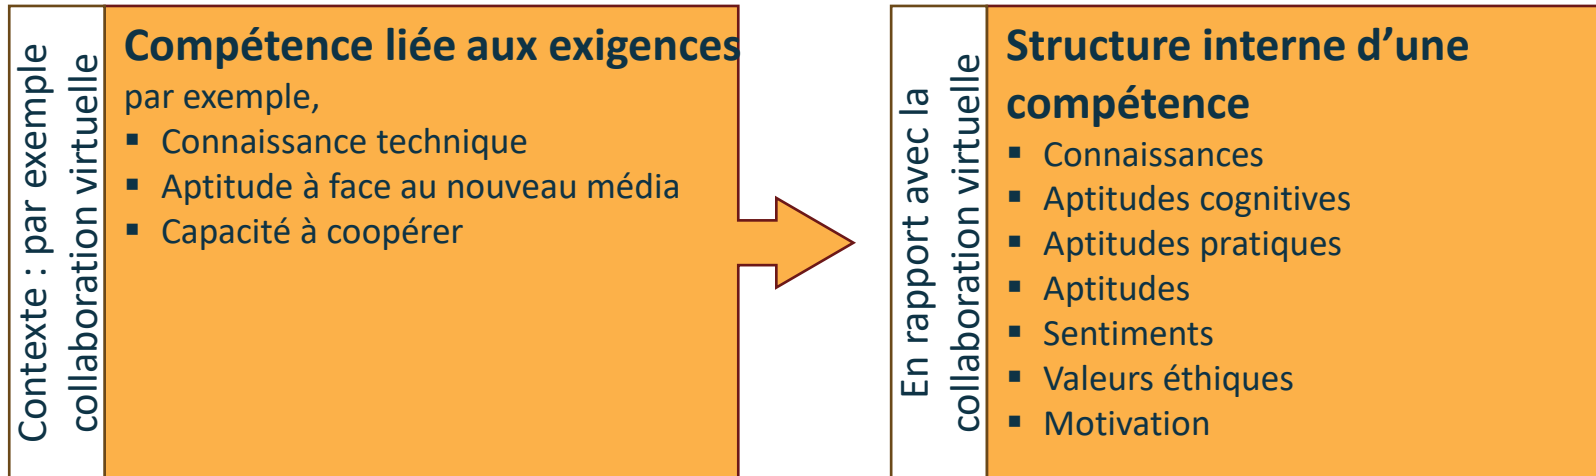 Contexte : par exemple
collaboration virtuelle
Compétence liée aux exigences
par exemple,
▪ Connaissance technique
▪ Aptitude à face au nouveau média
▪ Capacité à coopérer
En rapport avec la
collaboration virtuelle
Structure interne d’une
compétence
▪ Connaissances
▪ Aptitudes cognitives
▪ Aptitudes pratiques
▪ Aptitudes
▪ Sentiments
▪ Valeurs éthiques
▪ Motivation